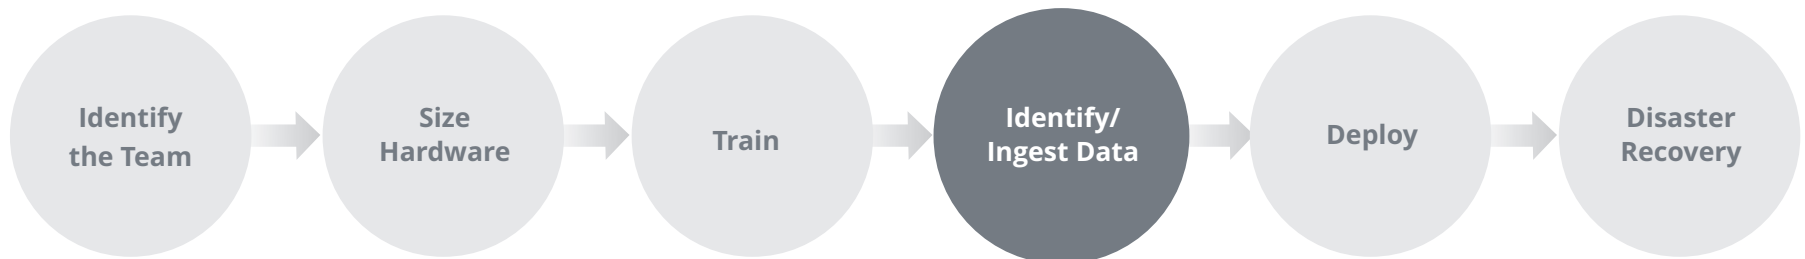 Identify
the Team
Size
Hardware
Train
Identify/
Ingest Data
Deploy
Disaster
Recovery